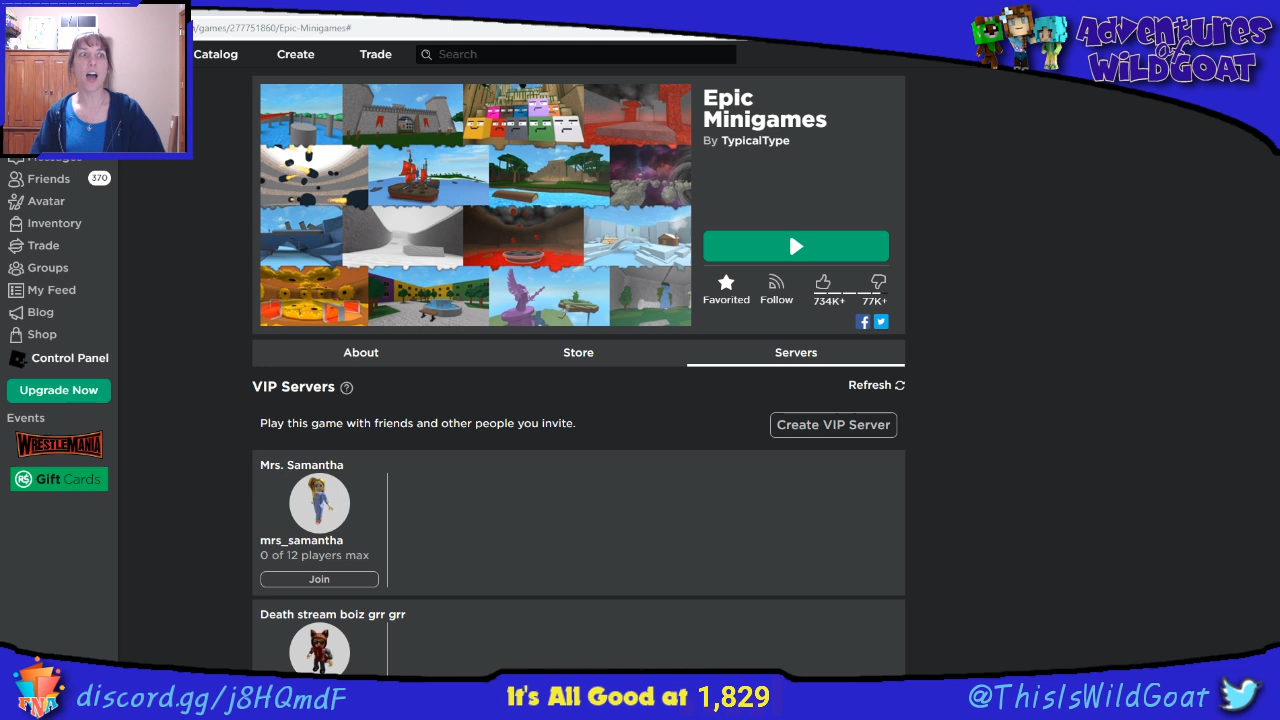 /games/277751860/Epic-Minigames#
Adventures
of
WiLDGOAT
Catalog
Create
Trade
Search
Messages
Friends
370
Avatar
Inventory
Trade
Groups
My Feed
Blog
Shop
Control Panel
Upgrade Now
Events
WRESTLEMANIA
R$ Gift Cards
Epic
Minigames
By TypicalType
Favorited
Follow
734K+
77K+
About
Store
Servers
VIP Servers
Refresh
Play this game with friends and other people you invite.
Create VIP Server
Mrs. Samantha
mrs_samantha
0 of 12 players max
Join
Death stream boiz grr grr
FNA
discord.gg/j8HQmdF
It's All Good at 1,829
@ThisIsWildGoat